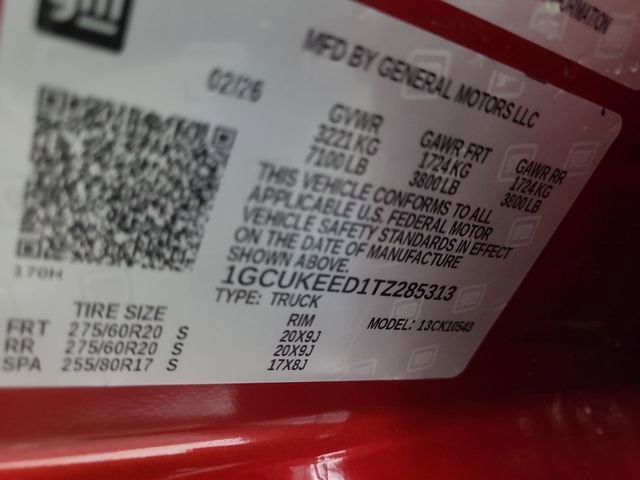 gm
INFORMATION
MFD BY GENERAL MOTORS LLC
02/26
GVWR
3221 KG
7100 LB
GAWR FRT
1724 KG
3800 LB
GAWR RR
1724 KG
3800 LB
THIS VEHICLE CONFORMS TO ALL
APPLICABLE U.S. FEDERAL MOTOR
VEHICLE SAFETY STANDARDS IN EFFECT
ON THE DATE OF MANUFACTURE
SHOWN ABOVE.
170H
1GCUKEED1TZ285313
TYPE: TRUCK
MODEL: 13CK10543
TIRE SIZE
RIM
FRT 275/60R20 S 20X9J
RR 275/60R20 S 20X9J
SPA 255/80R17 S 17X8J